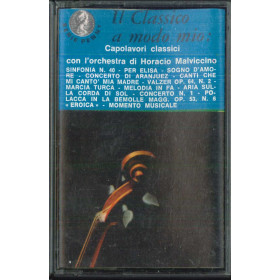 Il Classico
a modo mio!
Capolavori classici
con l'orchestra di Horacio Malvicino
SINFONIA N. 40 - PER ELISA - SOGNO D'AMO-
RE - CONCERTO DI ARANJUEZ - CANTI CHE
MI CANTO' MIA MADRE - VALZER OP. 64, N. 2 -
MARCIA TURCA - MELODIA IN FA - ARIA SUL-
LA CORDA DI SOL - CONCERTO N. 1 - PO-
LACCA IN LA BEMOLLE MAGG. OP. 53, N. 6
« EROICA » - MOMENTO MUSICALE